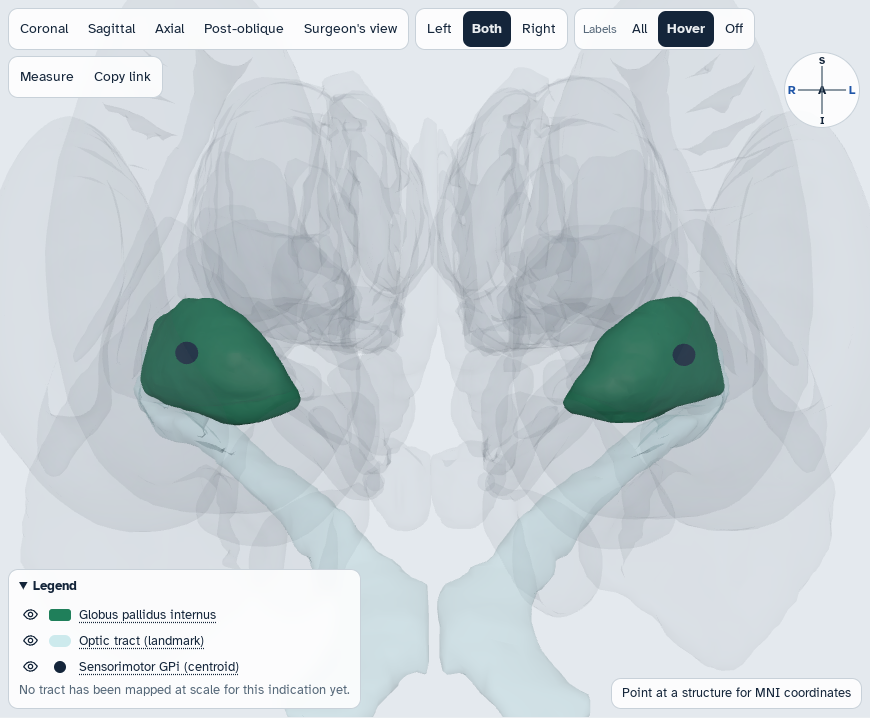 Coronal Sagittal Axial Post-oblique Surgeon's view Left Both Right Labels All Hover Off
Measure Copy link
S
R A L
I
Legend
Globus pallidus internus
Optic tract (landmark)
Sensorimotor GPi (centroid)
No tract has been mapped at scale for this indication yet.
Point at a structure for MNI coordinates